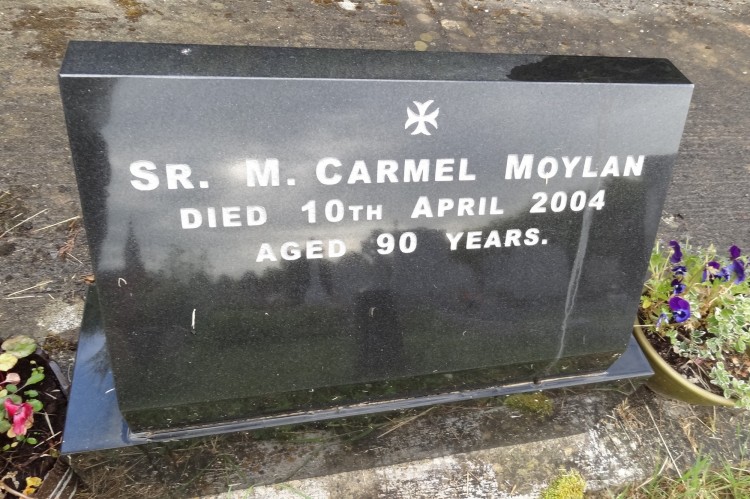 SR. M. CARMEL MOYLAN
DIED 10TH APRIL 2004
AGED 90 YEARS.